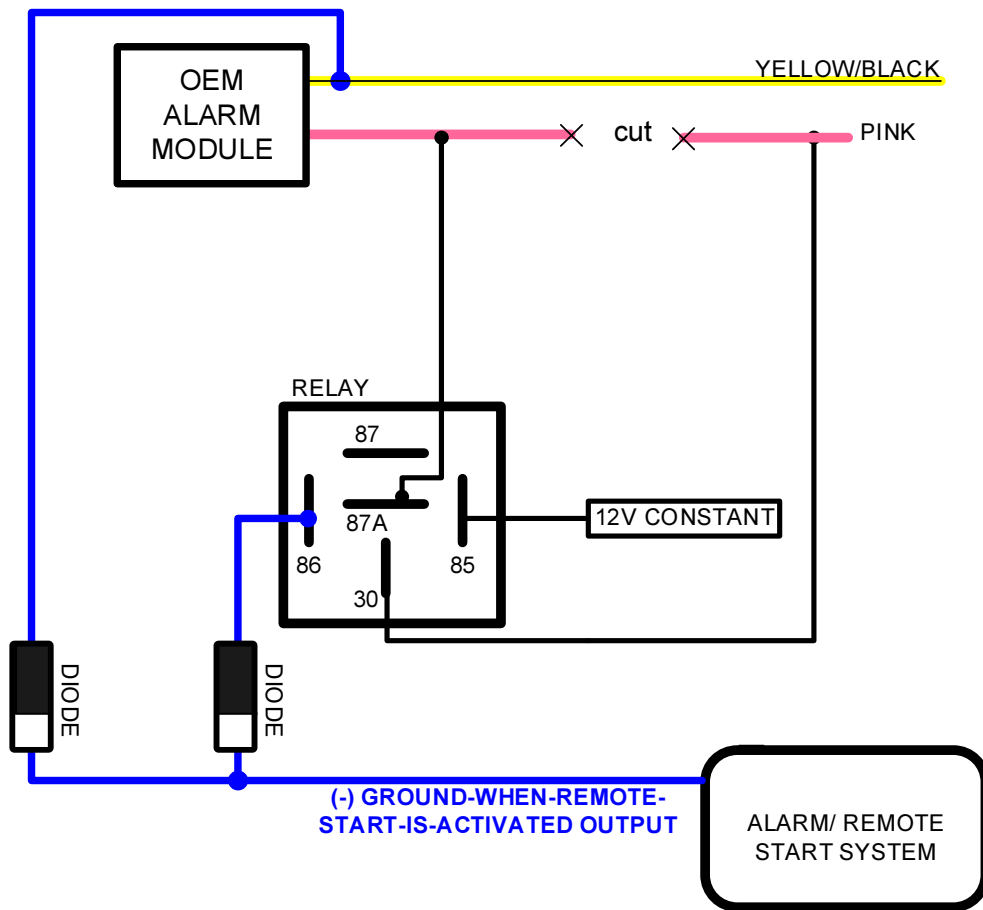 OEM
ALARM
MODULE
YELLOW/BLACK
cut
PINK
RELAY
87
87A
86
85
30
12V CONSTANT
DIODE
DIODE
(-) GROUND-WHEN-REMOTE-
START-IS-ACTIVATED OUTPUT
ALARM/ REMOTE
START SYSTEM